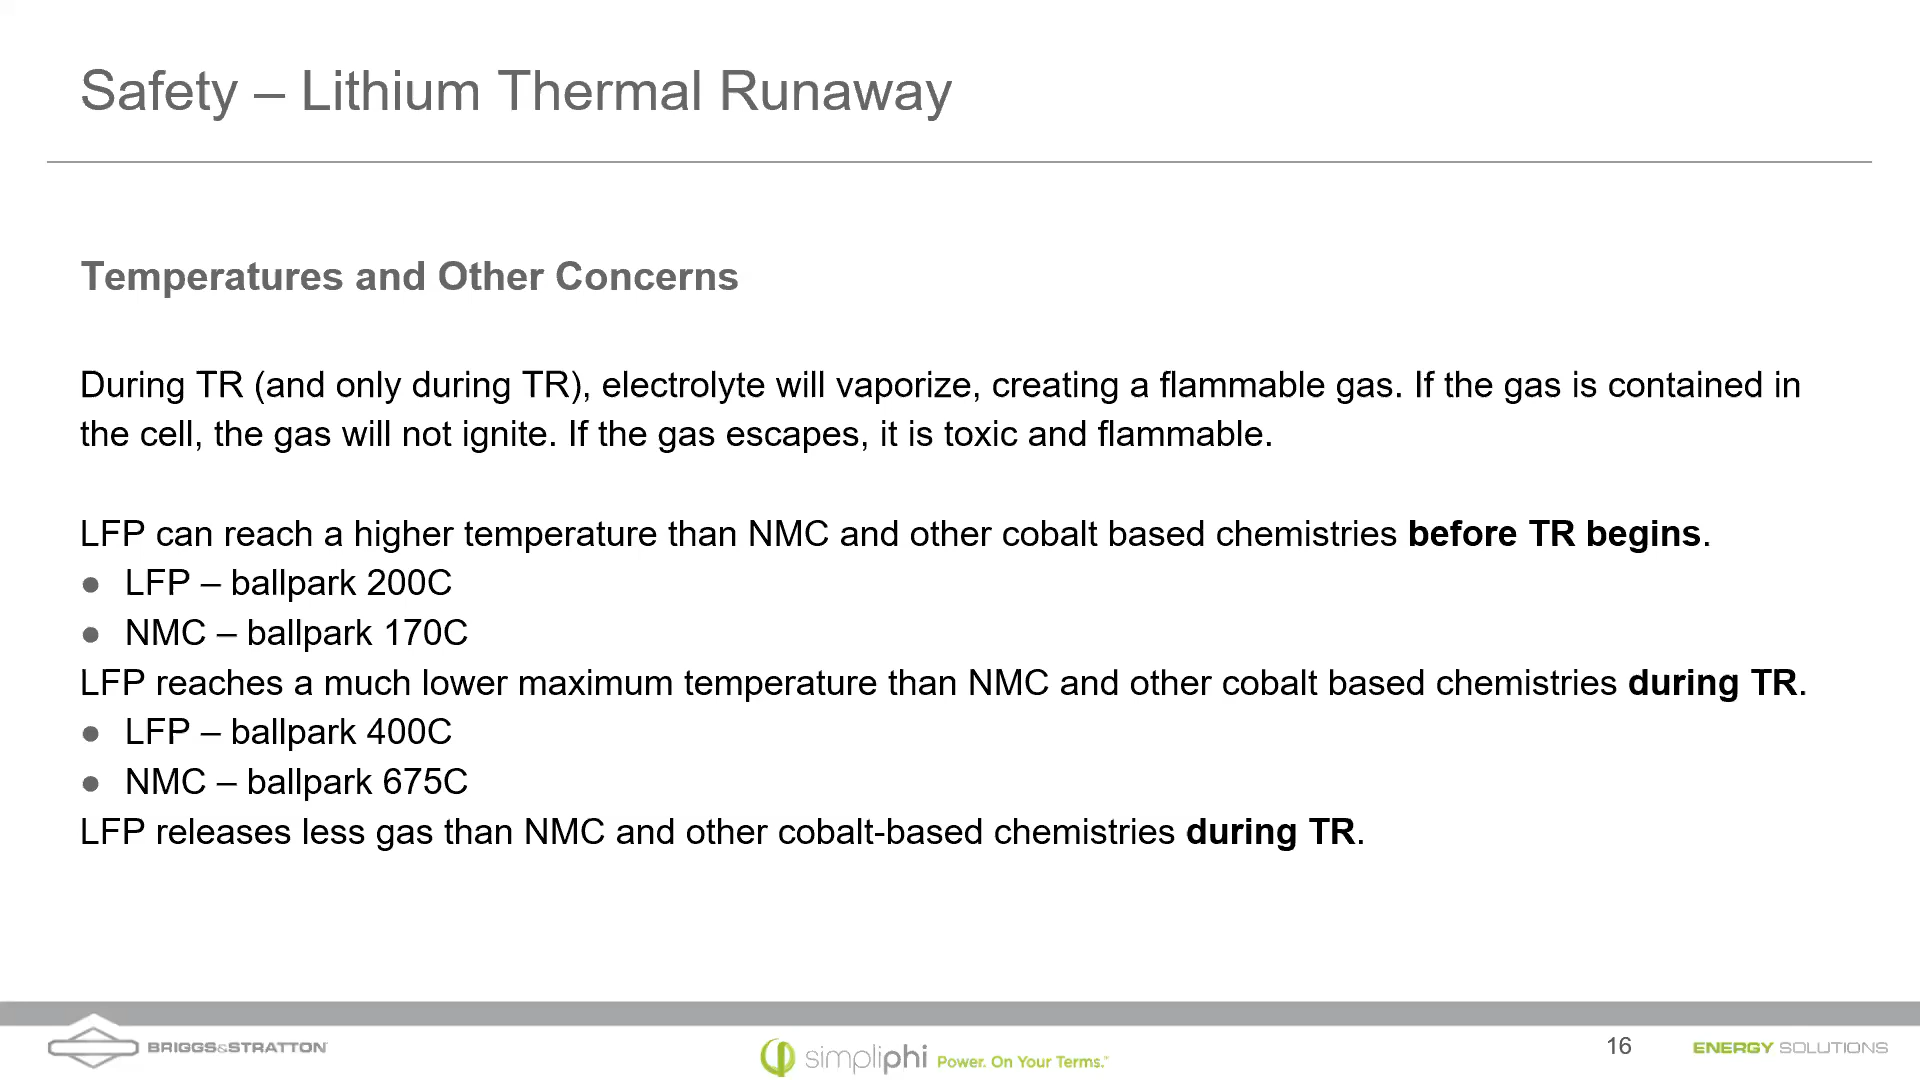 Safety – Lithium Thermal Runaway
Temperatures and Other Concerns
During TR (and only during TR), electrolyte will vaporize, creating a flammable gas. If the gas is contained in
the cell, the gas will not ignite. If the gas escapes, it is toxic and flammable.
LFP can reach a higher temperature than NMC and other cobalt based chemistries before TR begins.
● LFP – ballpark 200C
● NMC – ballpark 170C
LFP reaches a much lower maximum temperature than NMC and other cobalt based chemistries during TR.
● LFP – ballpark 400C
● NMC – ballpark 675C
LFP releases less gas than NMC and other cobalt-based chemistries during TR.
BRIGGS&STRATTON
simpliphi Power. On Your Terms.™
16
ENERGY SOLUTIONS